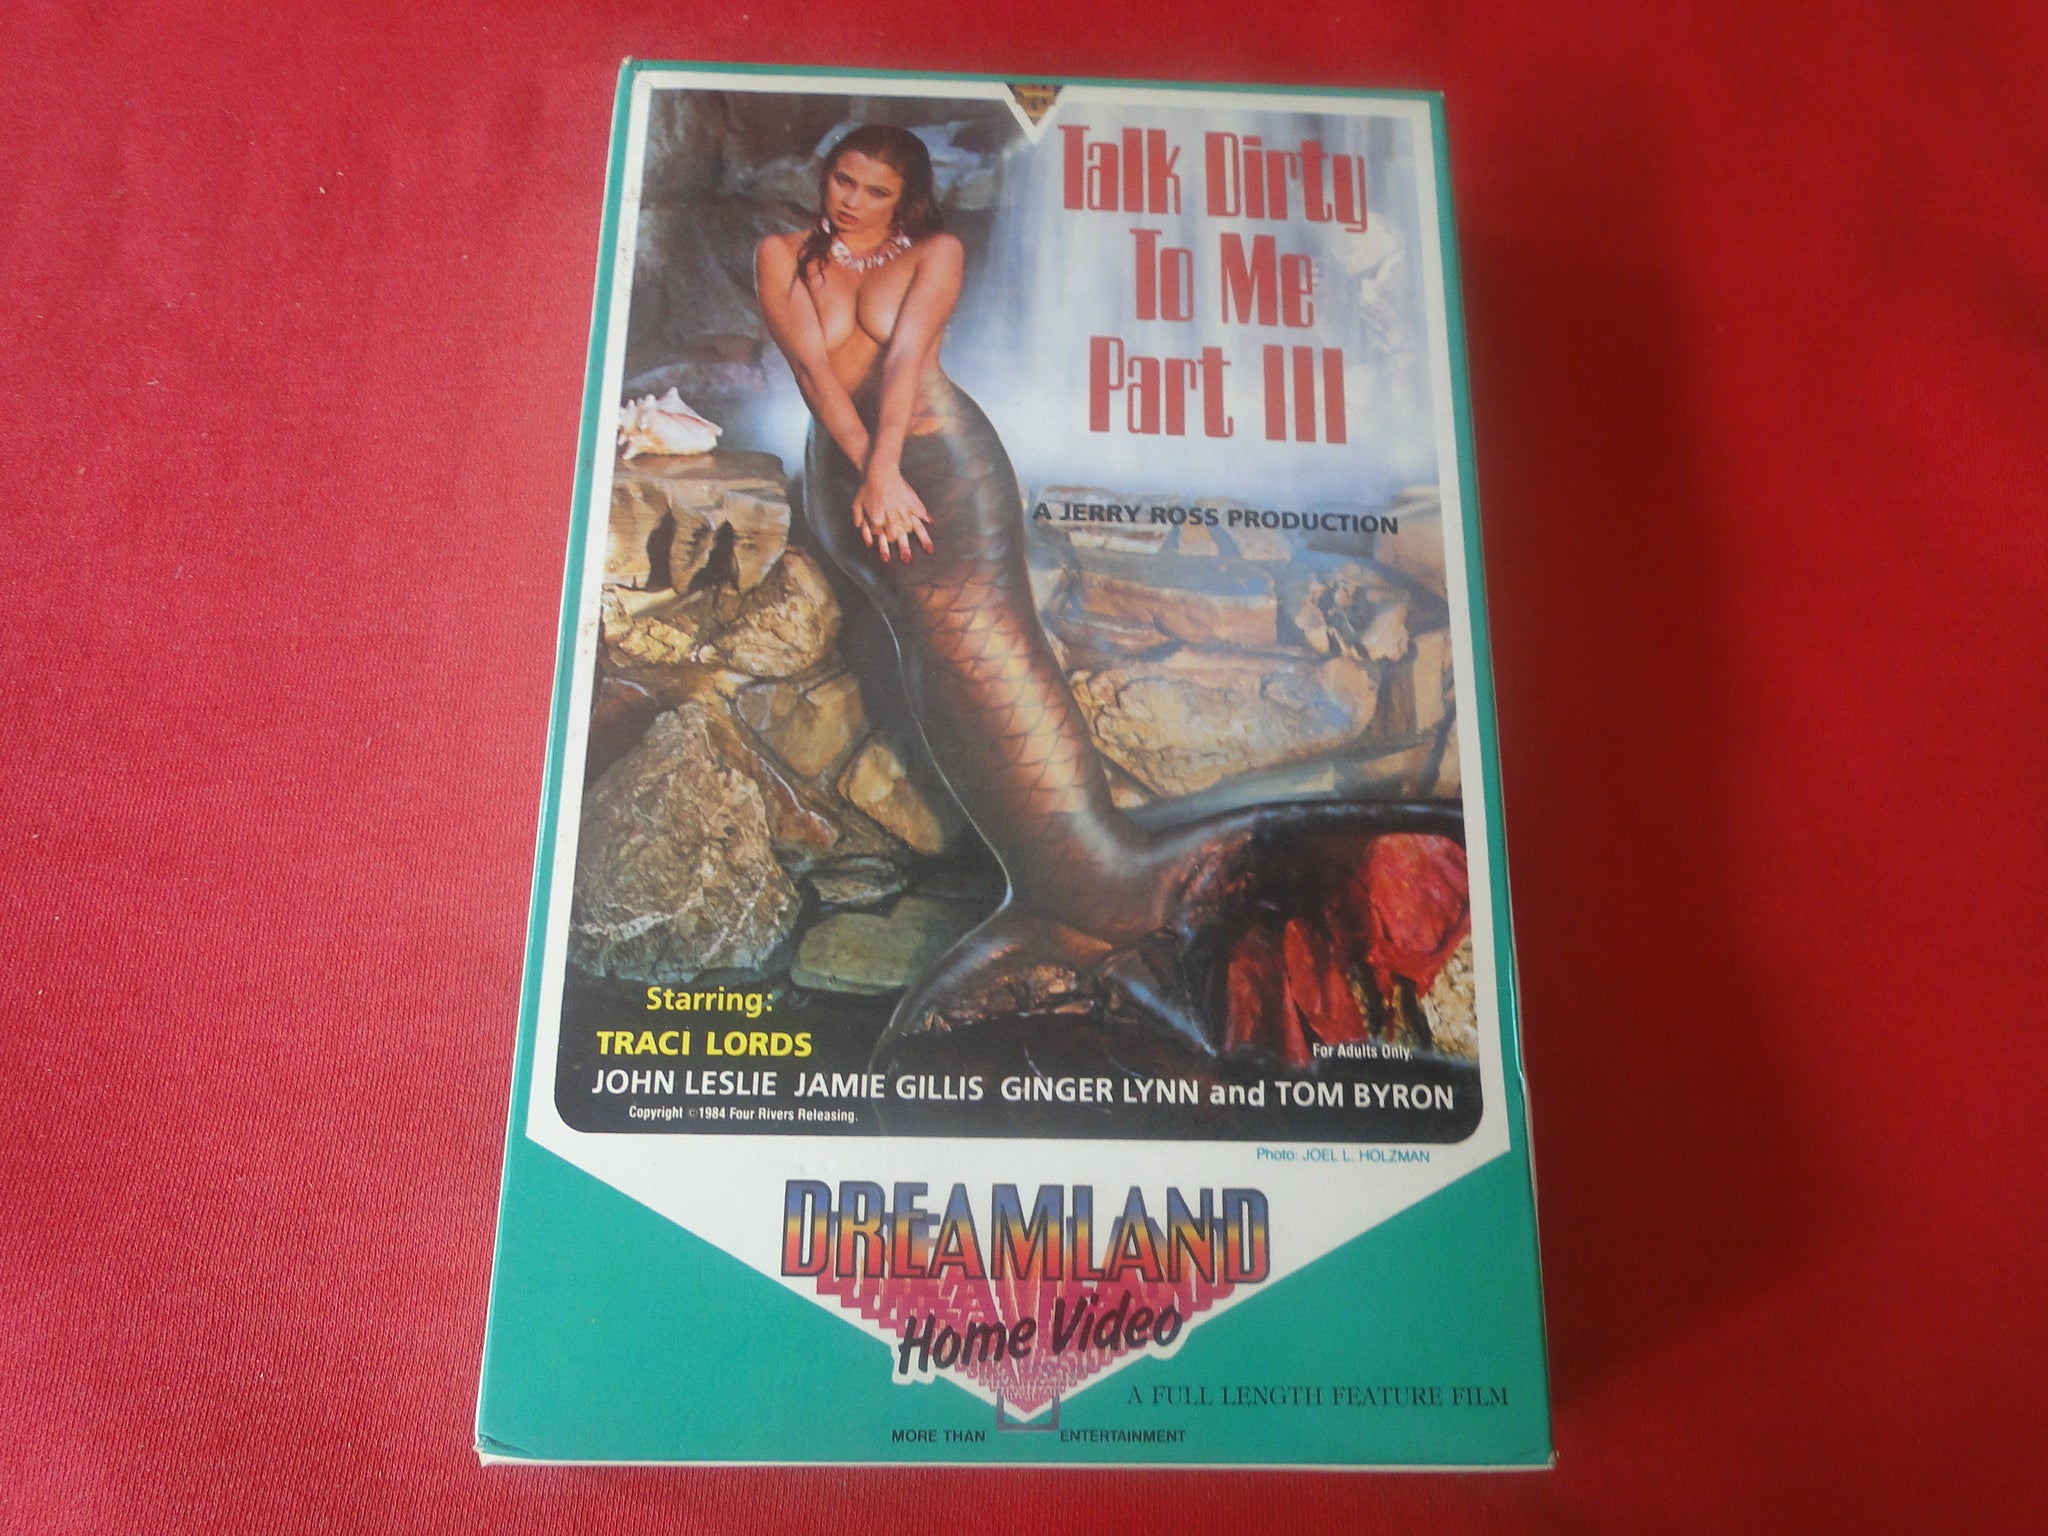 Talk Dirty
To Me
Part III
A JERRY ROSS PRODUCTION
Starring:
TRACI LORDS
For Adults Only.
JOHN LESLIE JAMIE GILLIS GINGER LYNN and TOM BYRON
Copyright ©1984 Four Rivers Releasing.
Photo: JOEL L. HOLZMAN
DREAMLAND
Home Video
A FULL LENGTH FEATURE FILM
MORE THAN ENTERTAINMENT